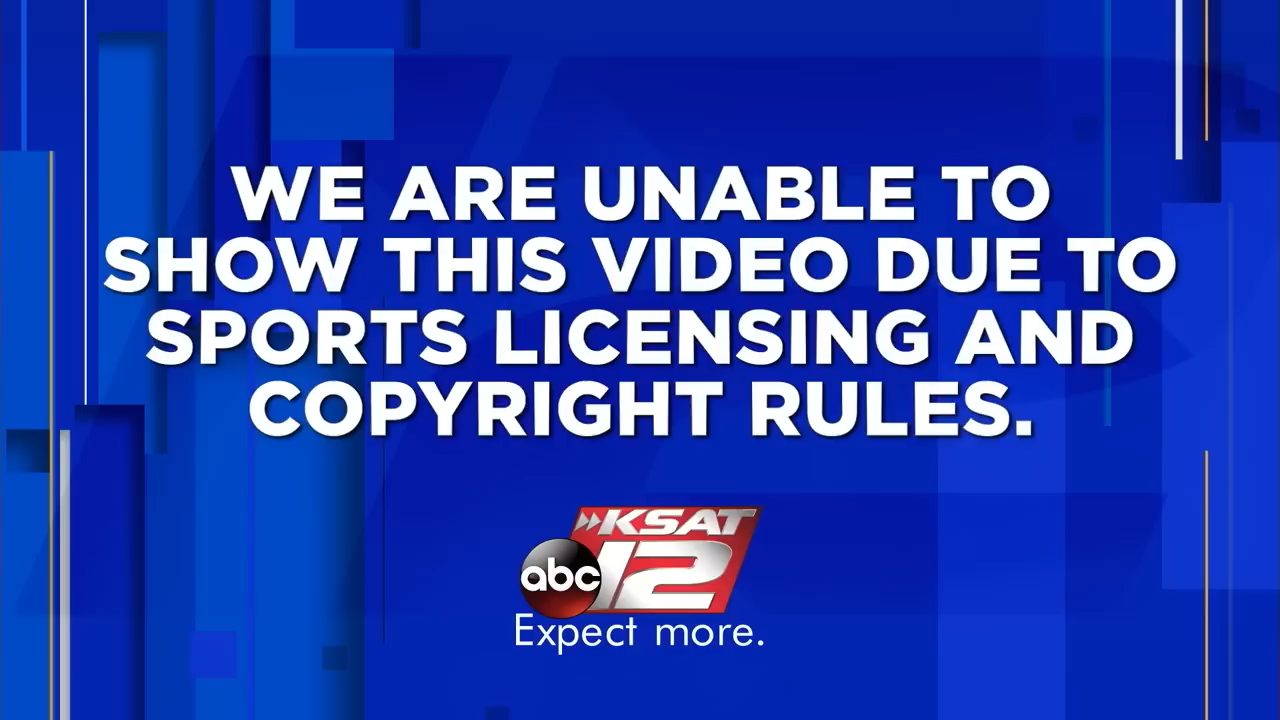 WE ARE UNABLE TO
SHOW THIS VIDEO DUE TO
SPORTS LICENSING AND
COPYRIGHT RULES.
KSAT
abc 12
Expect more.